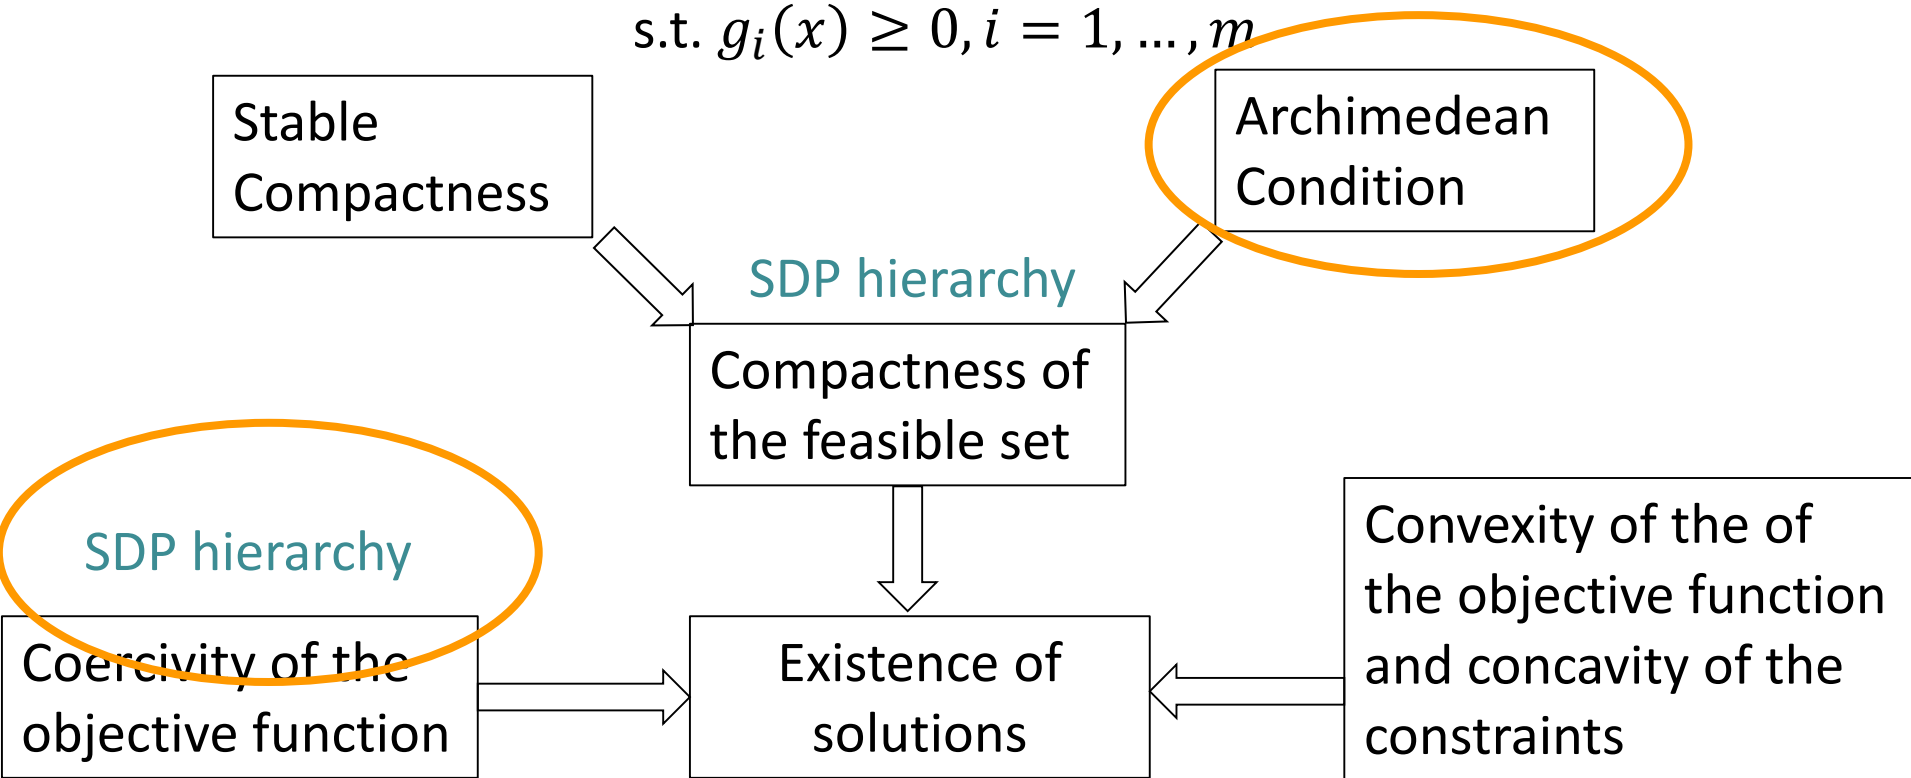 s.t. gᵢ(x) ≥ 0, i = 1, … , m
Stable
Compactness
Archimedean
Condition
SDP hierarchy
Compactness of
the feasible set
SDP hierarchy
Coercivity of the
objective function
Existence of
solutions
Convexity of the of
the objective function
and concavity of the
constraints